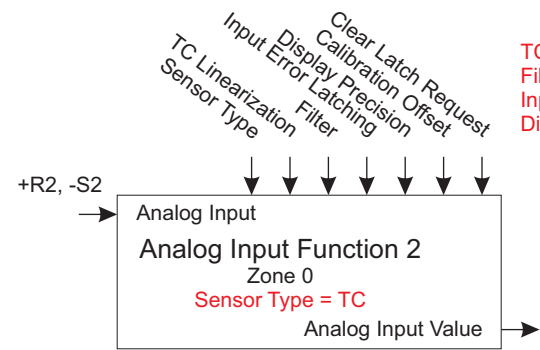 Sensor Type
TC Linearization
Filter
Input Error Latching
Display Precision
Calibration Offset
Clear Latch Request
+R2, -S2
Analog Input
Analog Input Function 2
Zone 0
Sensor Type = TC
Analog Input Value